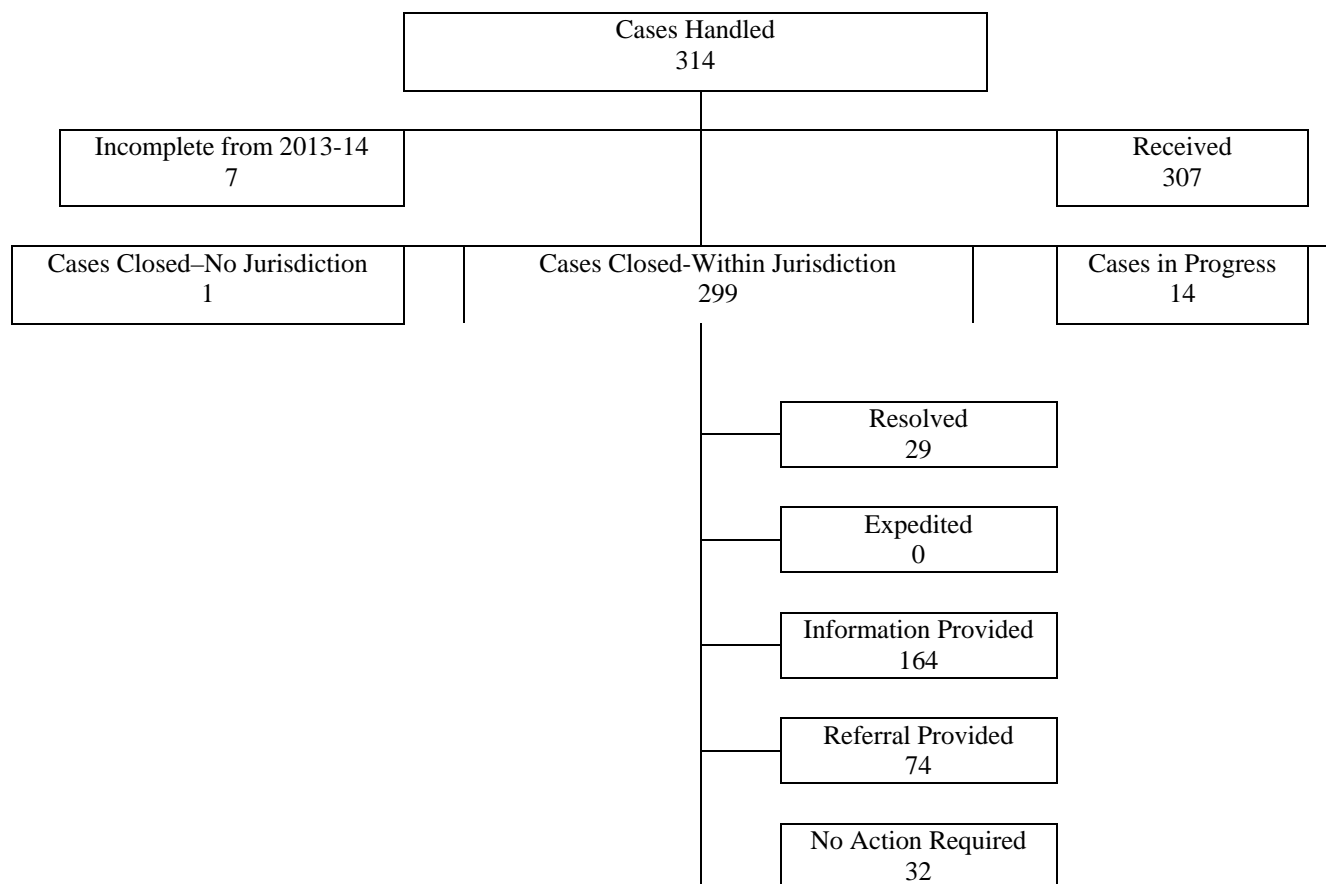 Cases Handled
314
Incomplete from 2013-14
7
Received
307
Cases Closed–No Jurisdiction
1
Cases Closed-Within Jurisdiction
299
Cases in Progress
14
Resolved
29
Expedited
0
Information Provided
164
Referral Provided
74
No Action Required
32